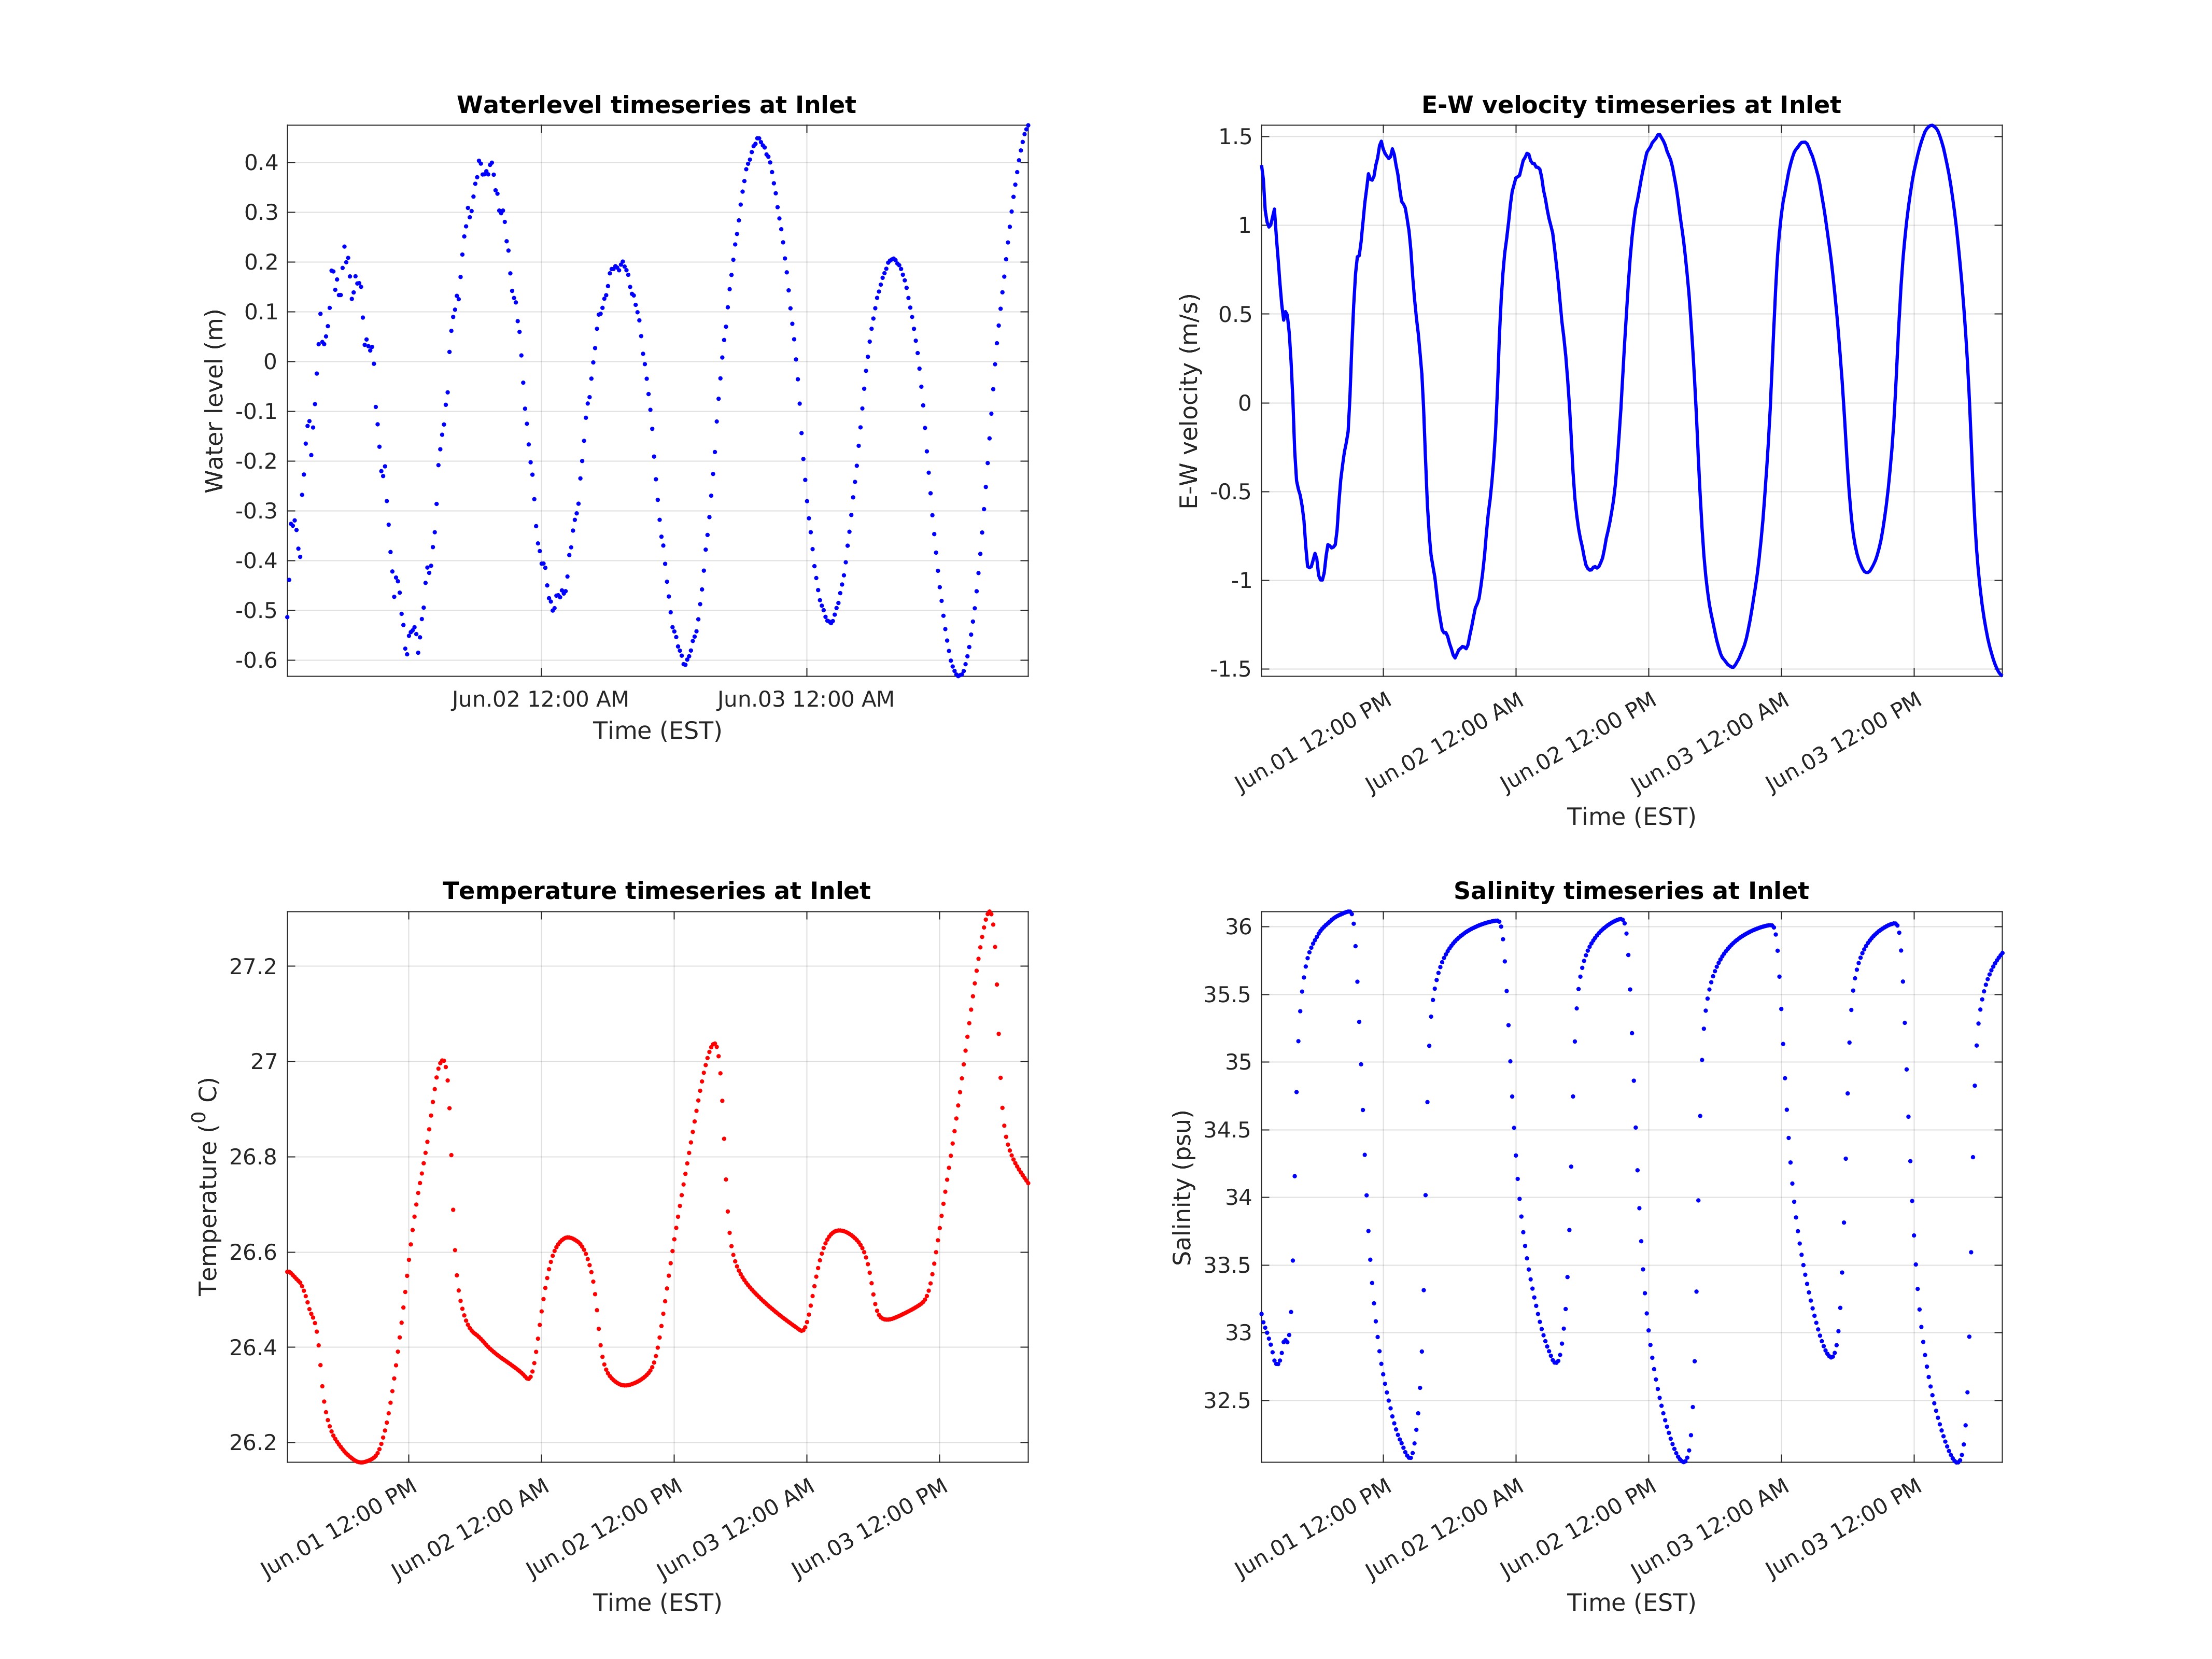 Waterlevel timeseries at Inlet
0.4
0.3
0.2
0.1
0
-0.1
-0.2
-0.3
-0.4
-0.5
-0.6
Water level (m)
Jun.02 12:00 AM
Jun.03 12:00 AM
Time (EST)
E-W velocity timeseries at Inlet
1.5
1
0.5
0
-0.5
-1
-1.5
E-W velocity (m/s)
Jun.01 12:00 PM
Jun.02 12:00 AM
Jun.02 12:00 PM
Jun.03 12:00 AM
Jun.03 12:00 PM
Time (EST)
Temperature timeseries at Inlet
27.2
27
26.8
26.6
26.4
26.2
Temperature (⁰ C)
Jun.01 12:00 PM
Jun.02 12:00 AM
Jun.02 12:00 PM
Jun.03 12:00 AM
Jun.03 12:00 PM
Time (EST)
Salinity timeseries at Inlet
36
35.5
35
34.5
34
33.5
33
32.5
Salinity (psu)
Jun.01 12:00 PM
Jun.02 12:00 AM
Jun.02 12:00 PM
Jun.03 12:00 AM
Jun.03 12:00 PM
Time (EST)